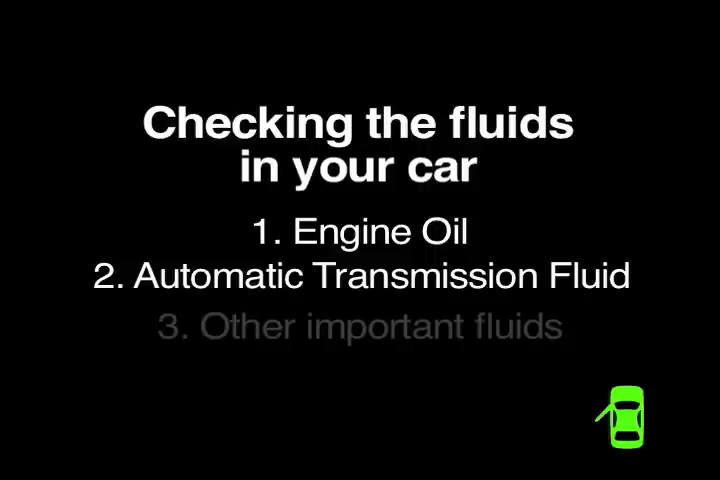 Checking the fluids
in your car
1. Engine Oil
2. Automatic Transmission Fluid
3. Other important fluids